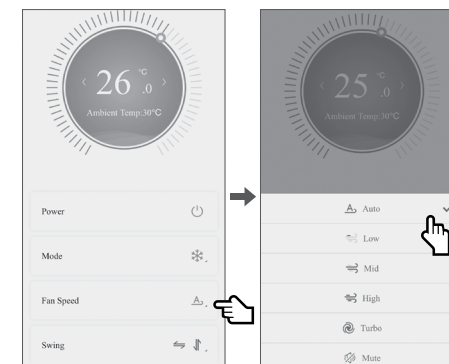 26 °C .0
Ambient Temp:30°C
Power
Mode
Fan Speed
A
Swing
25 °C .0
Ambient Temp:30°C
A Auto
Low
Mid
High
Turbo
Mute